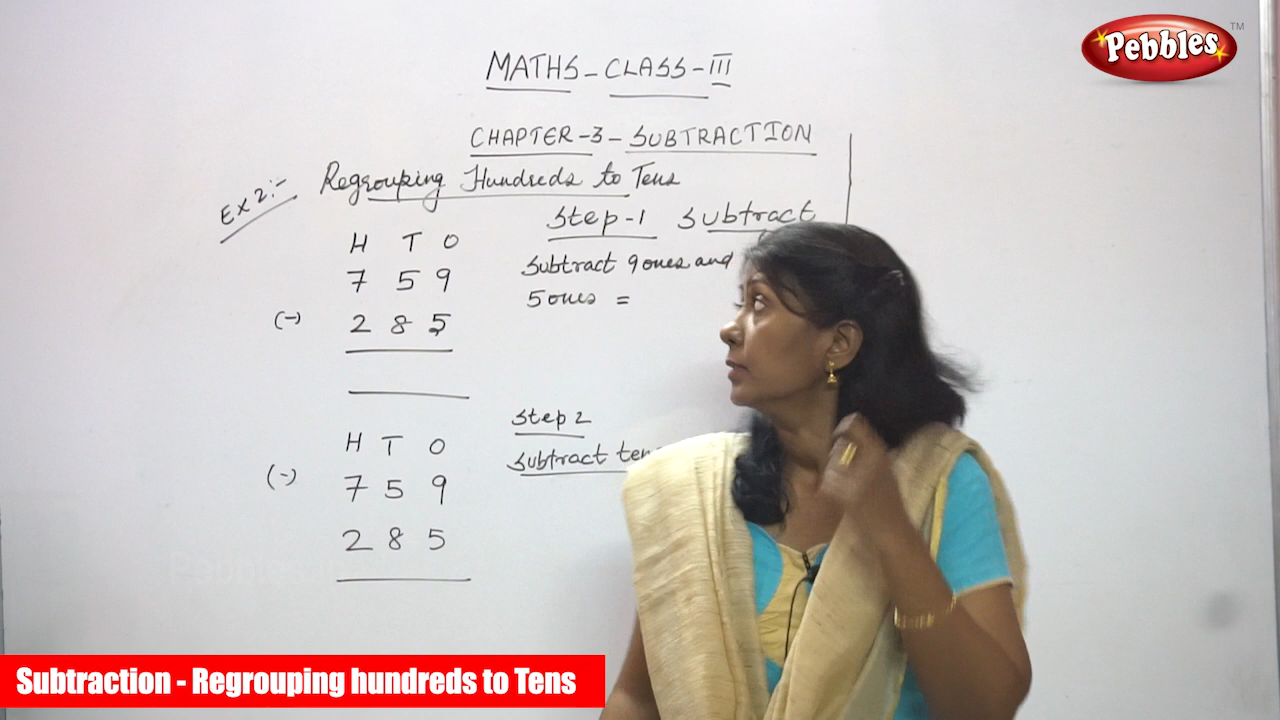 Pebbles TM
MATHS - CLASS - III
CHAPTER-3 - SUBTRACTION
EX 2:-
Regrouping Hundreds to Tens
Step-1 Subtract
H T O
7 5 9
(-) 2 8 5
Subtract 9 ones and
5 ones =
Step 2
Subtract
H T O
(-) 7 5 9
2 8 5
Subtraction - Regrouping hundreds to Tens